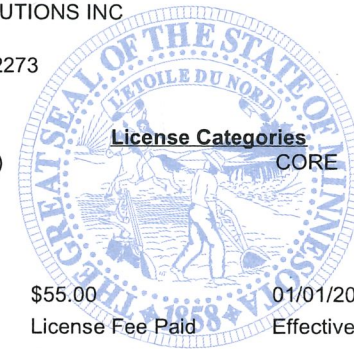 UTIONS INC
2273
THE GREAT SEAL OF THE STATE OF MINNESOTA
L'ETOILE DU NORD
License Categories
)
CORE
$55.00
01/01/20
License Fee Paid
Effective
1858